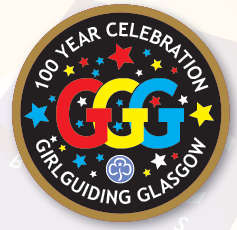 100 YEAR CELEBRATION
GGG
GIRLGUIDING GLASGOW